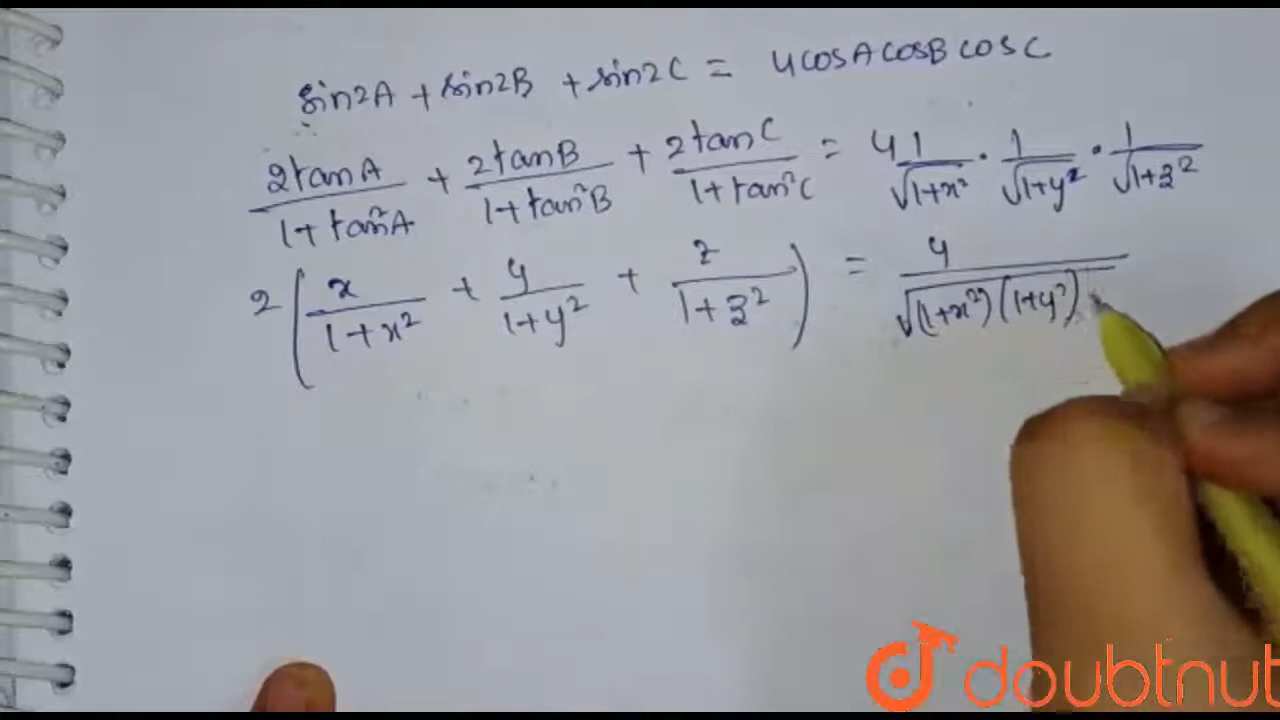 sin2A + sin2B + sin2C = 4cosA cosB cosC
2tanA/1+tan²A + 2tanB/1+tan²B + 2tanC/1+tan²C = 4 1/√1+x² · 1/√1+y² · 1/√1+z²
2(x/1+x² + y/1+y² + z/1+z²) = 4/√(1+x²)(1+y²)
doubtnut